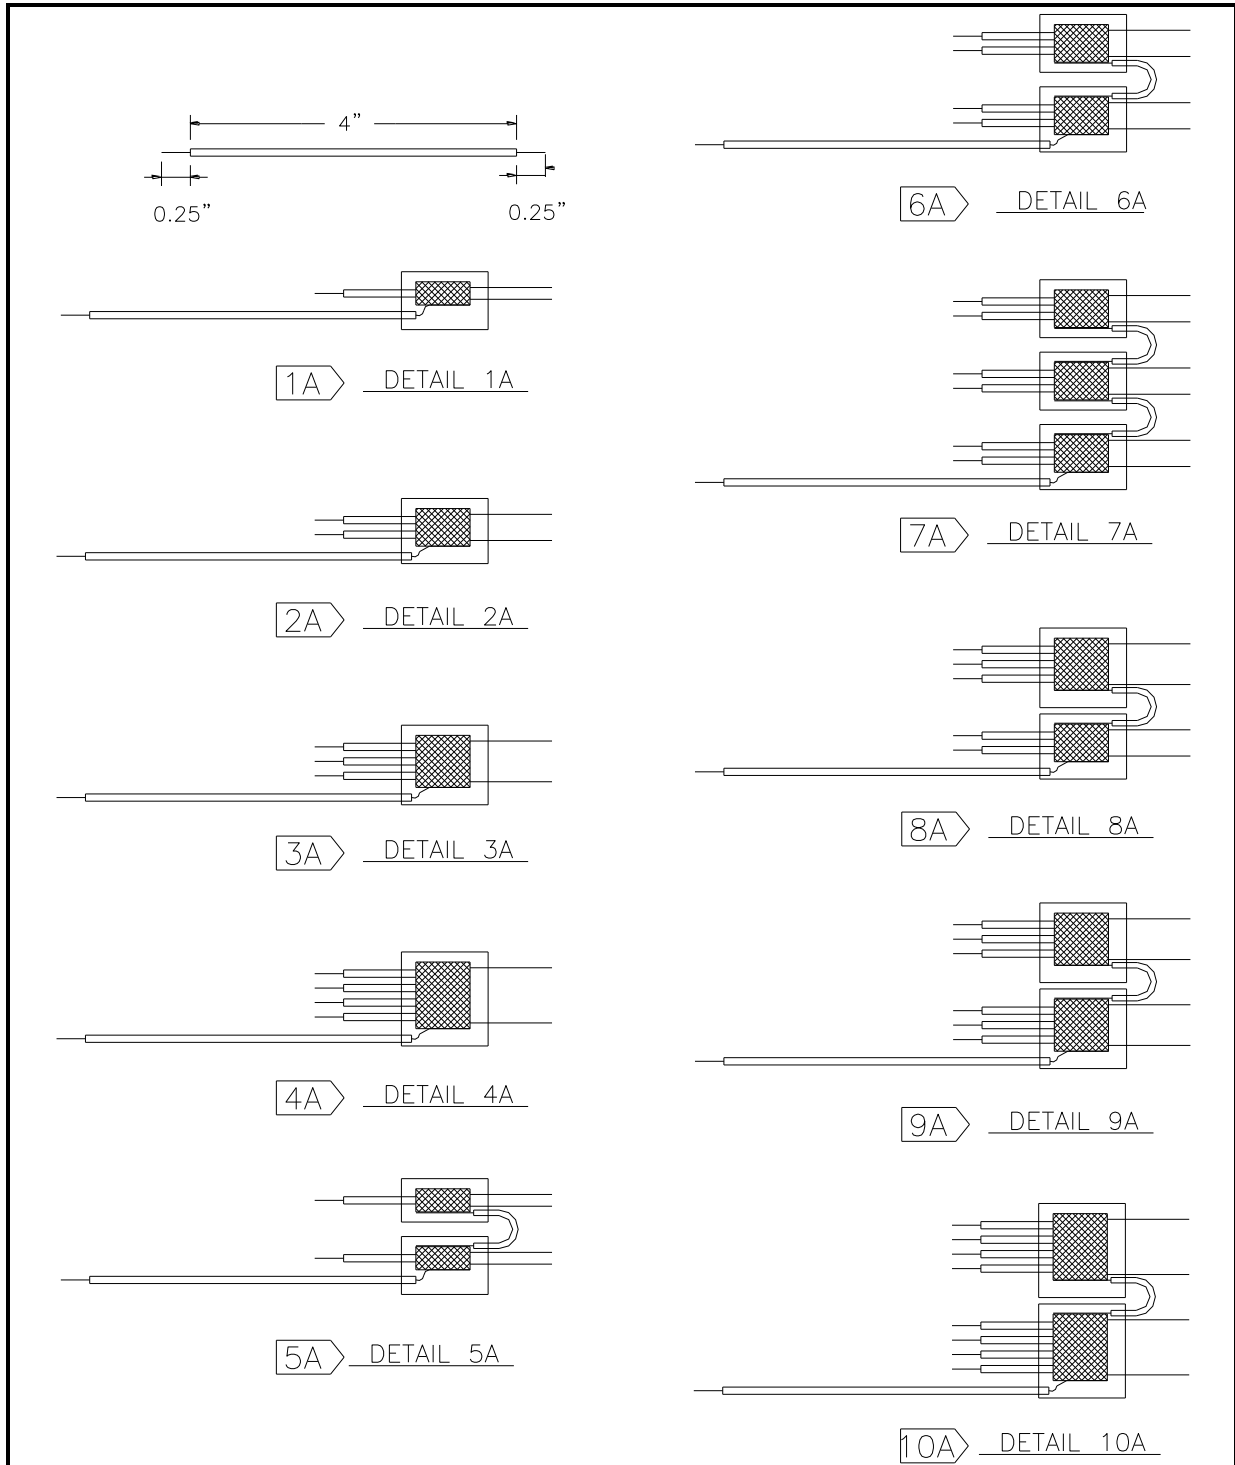 4”
0.25”
0.25”
1A DETAIL 1A
2A DETAIL 2A
3A DETAIL 3A
4A DETAIL 4A
5A DETAIL 5A
6A DETAIL 6A
7A DETAIL 7A
8A DETAIL 8A
9A DETAIL 9A
10A DETAIL 10A